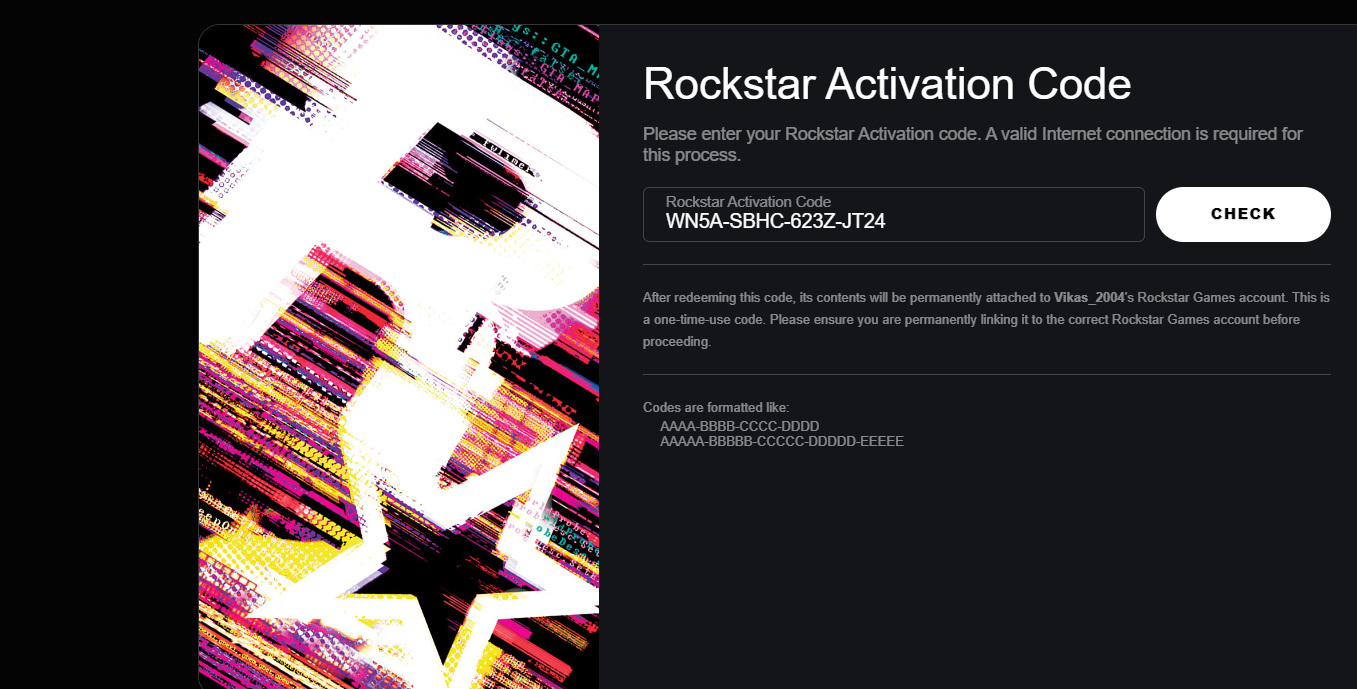 Rockstar Activation Code
Please enter your Rockstar Activation code. A valid Internet connection is required for
this process.
Rockstar Activation Code
WN5A-SBHC-623Z-JT24
CHECK
After redeeming this code, its contents will be permanently attached to Vikas_2004's Rockstar Games account. This is
a one-time-use code. Please ensure you are permanently linking it to the correct Rockstar Games account before
proceeding.
Codes are formatted like:
AAAA-BBBB-CCCC-DDDD
AAAAA-BBBBB-CCCCC-DDDDD-EEEEE